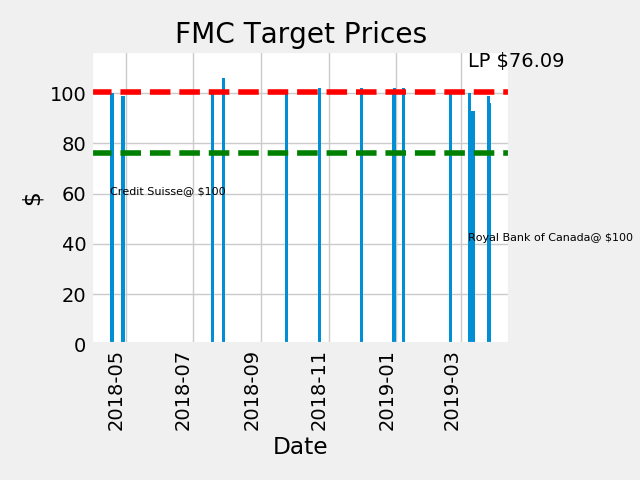 FMC Target Prices
LP $76.09
100
80
60
40
20
0
$
Credit Suisse@ $100
Royal Bank of Canada@ $100
2018-05
2018-07
2018-09
2018-11
2019-01
2019-03
Date